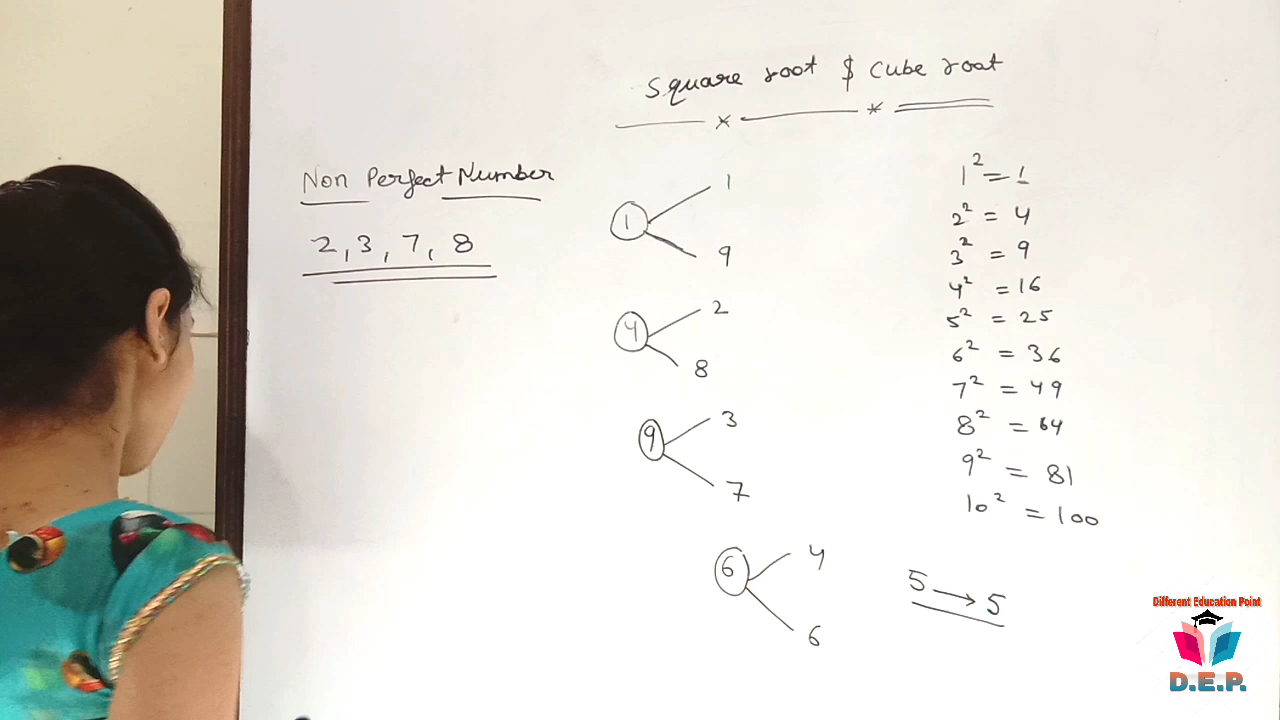 Square root $ Cube root
Non Perfect Number
2, 3, 7, 8
1 1
9
4 2
8
9 3
7
6 4
6
5 → 5
1² = 1
2² = 4
3² = 9
4² = 16
5² = 25
6² = 36
7² = 49
8² = 64
9² = 81
10² = 100
Different Education Point
D.E.P.